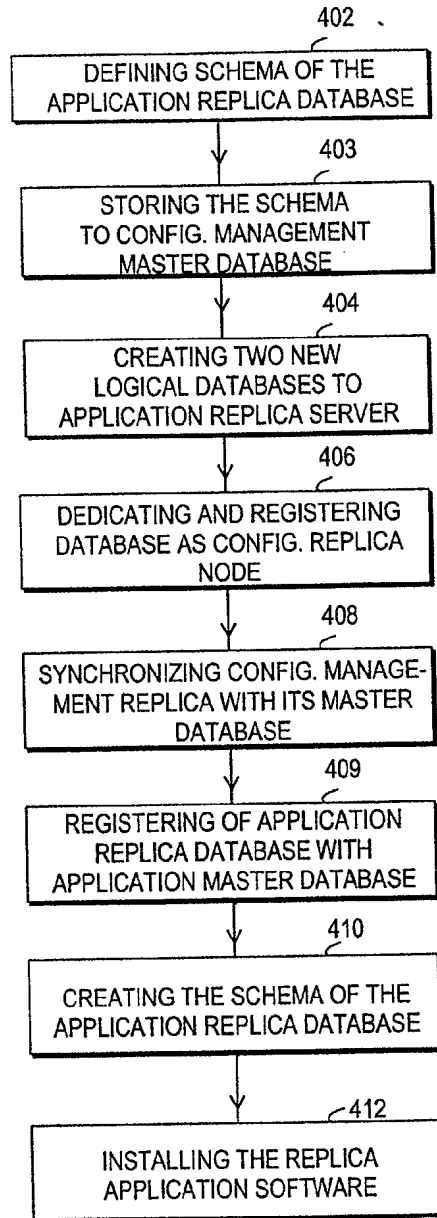 402
DEFINING SCHEMA OF THE
APPLICATION REPLICA DATABASE
403
STORING THE SCHEMA
TO CONFIG. MANAGEMENT
MASTER DATABASE
404
CREATING TWO NEW
LOGICAL DATABASES TO
APPLICATION REPLICA SERVER
406
DEDICATING AND REGISTERING
DATABASE AS CONFIG. REPLICA
NODE
408
SYNCHRONIZING CONFIG. MANAGE-
MENT REPLICA WITH ITS MASTER
DATABASE
409
REGISTERING OF APPLICATION
REPLICA DATABASE WITH
APPLICATION MASTER DATABASE
410
CREATING THE SCHEMA OF THE
APPLICATION REPLICA DATABASE
412
INSTALLING THE REPLICA
APPLICATION SOFTWARE